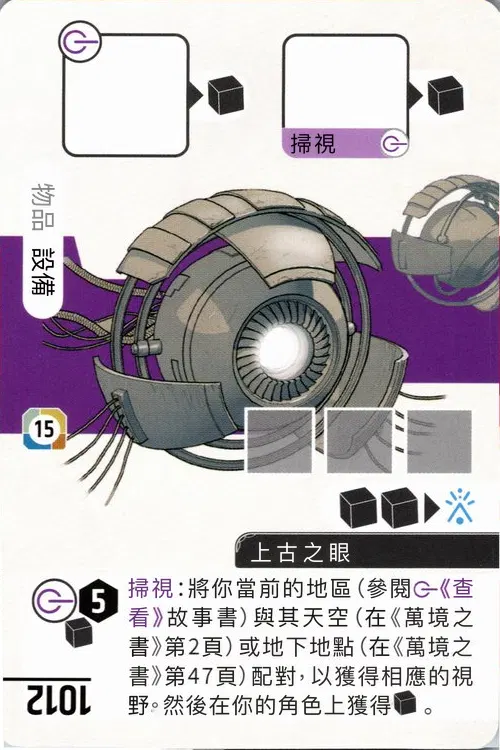 掃視
物品 設備
15
上古之眼
5
掃視：將你當前的地區（參閱《查
看》故事書）與其天空（在《萬境之
書》第2頁）或地下地點（在《萬境之
書》第47頁）配對，以獲得相應的視
野。然後在你的角色上獲得。
1012